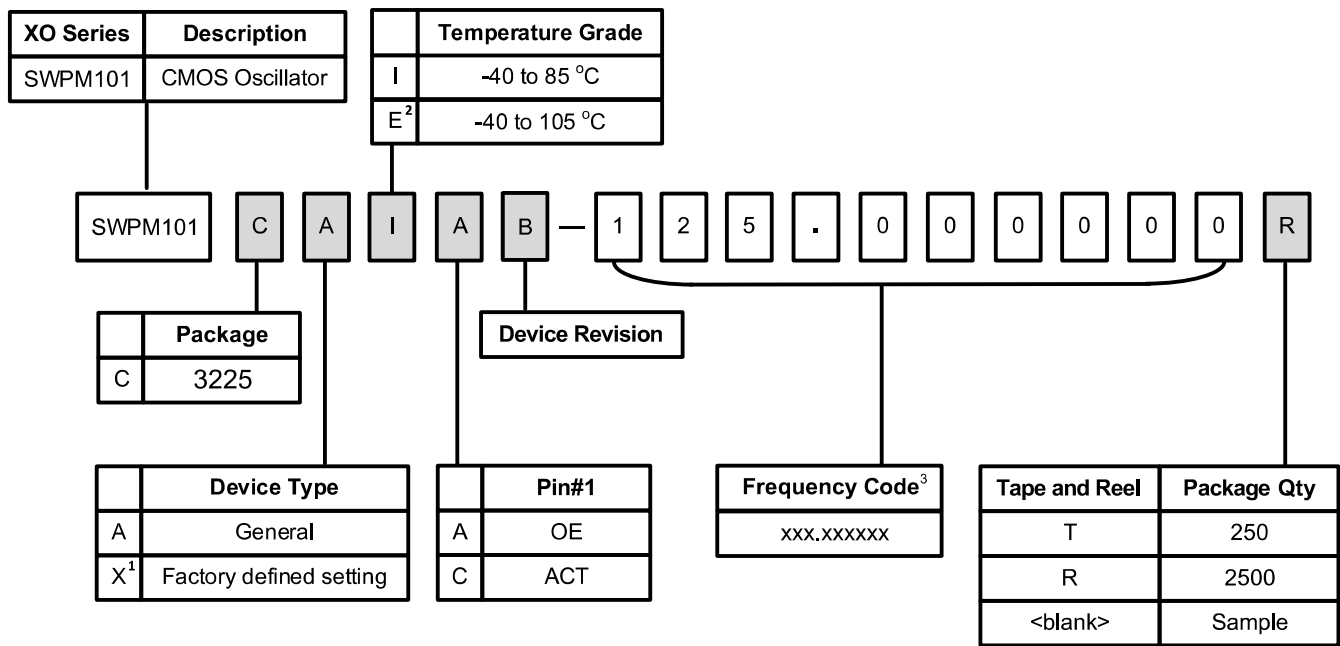 XO Series Description
SWPM101 CMOS Oscillator
Temperature Grade
I -40 to 85 °C
E² -40 to 105 °C
SWPM101 C A I A B — 1 2 5 . 0 0 0 0 0 0 R
Package
C 3225
Device Revision
Device Type
A General
X¹ Factory defined setting
Pin#1
A OE
C ACT
Frequency Code³
xxx.xxxxxx
Tape and Reel Package Qty
T 250
R 2500
<blank> Sample